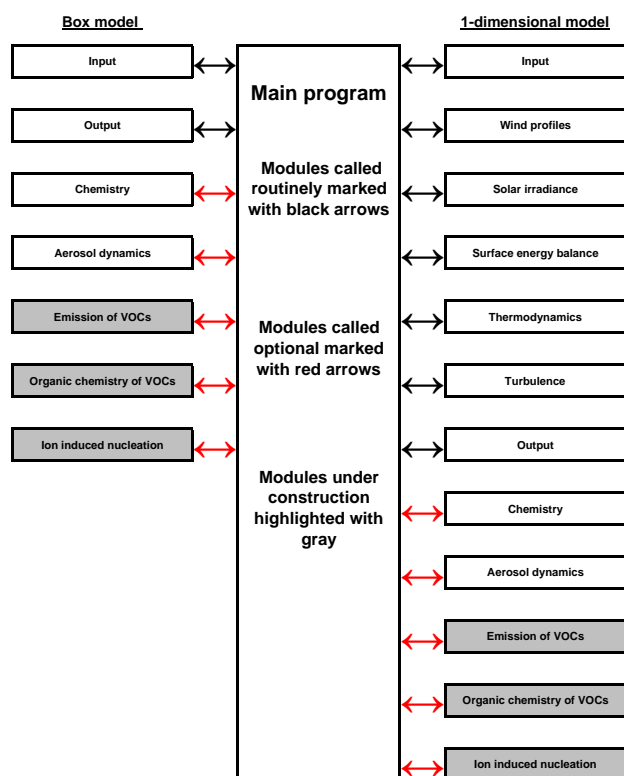 Box model
Input
Output
Chemistry
Aerosol dynamics
Emission of VOCs
Organic chemistry of VOCs
Ion induced nucleation
Main program
Modules called
routinely marked
with black arrows
Modules called
optional marked
with red arrows
Modules under
construction
highlighted with
gray
1-dimensional model
Input
Wind profiles
Solar irradiance
Surface energy balance
Thermodynamics
Turbulence
Output
Chemistry
Aerosol dynamics
Emission of VOCs
Organic chemistry of VOCs
Ion induced nucleation